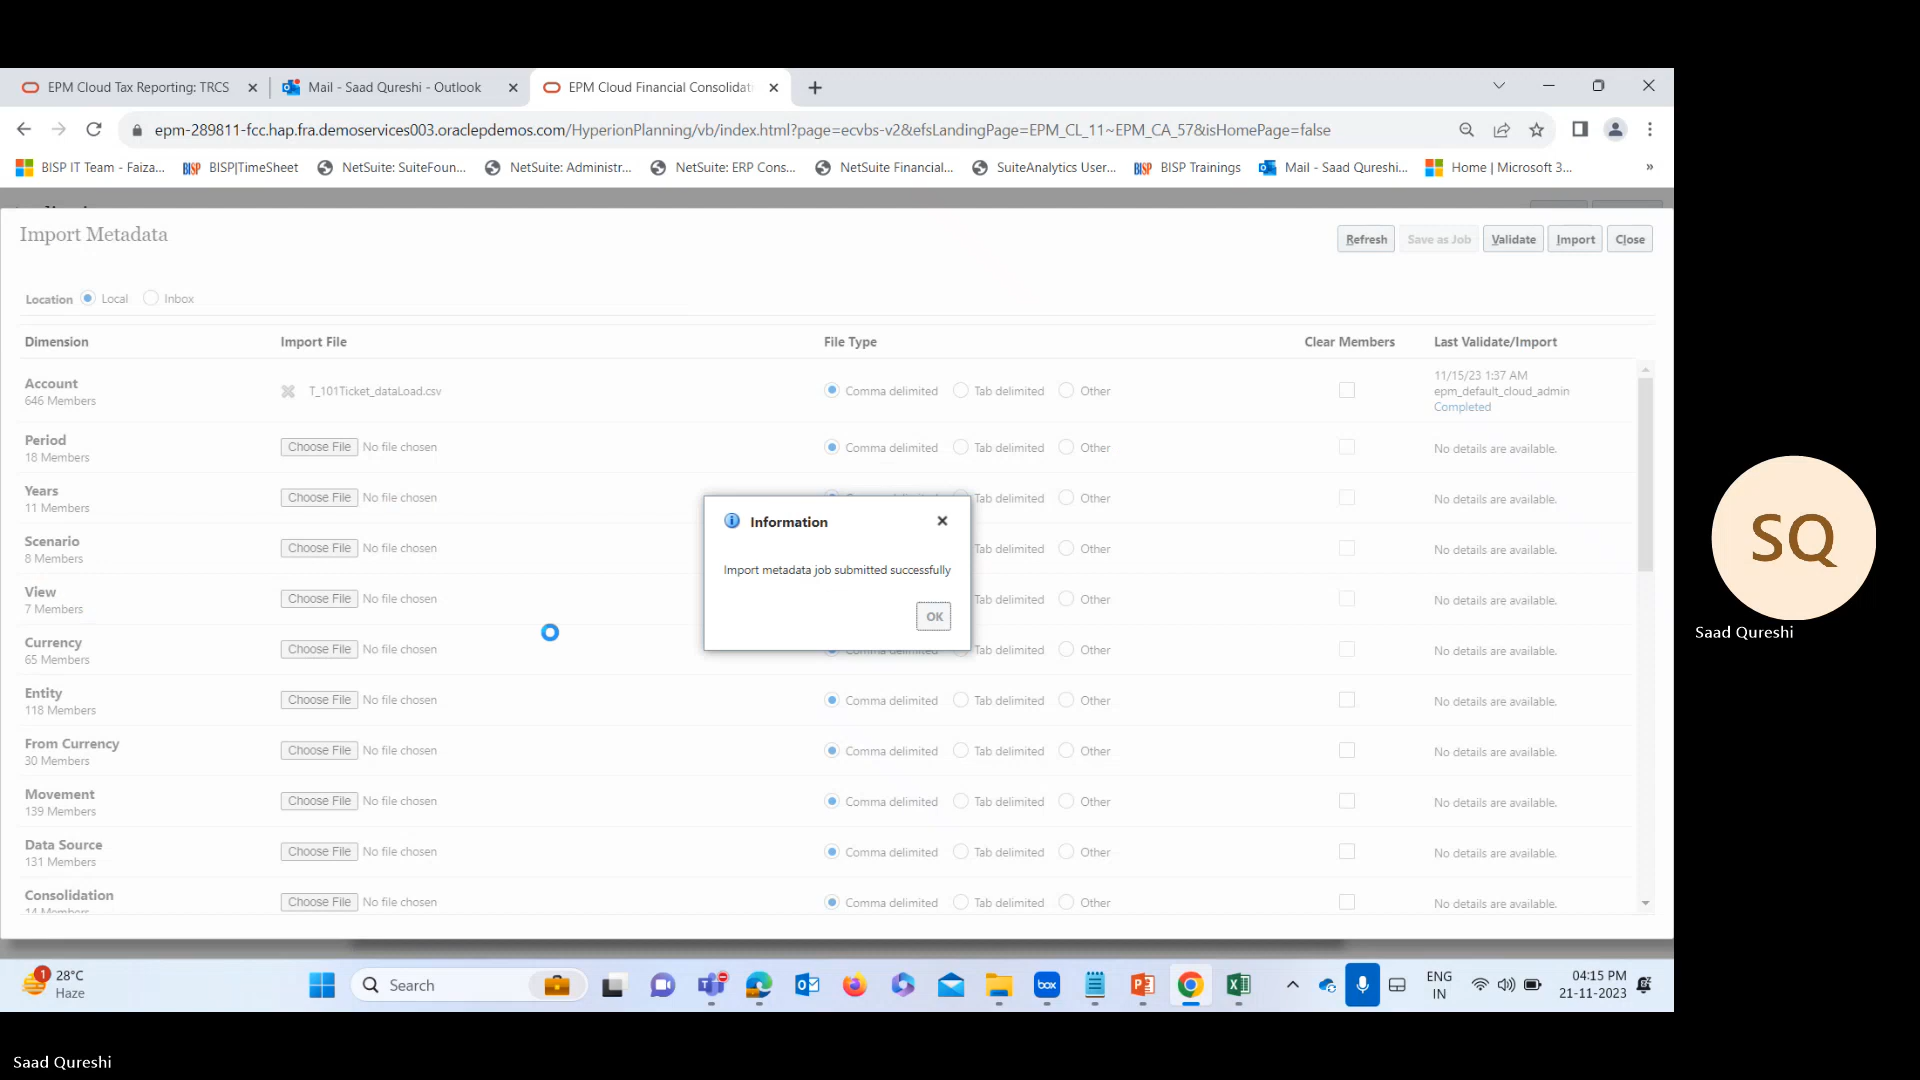 EPM Cloud Tax Reporting: TRCS
Mail - Saad Qureshi - Outlook
EPM Cloud Financial Consolidati
epm-289811-fcc.hap.fra.demoservices003.oraclepdemos.com/HyperionPlanning/vb/index.html?page=ecvbs-v2&efsLandingPage=EPM_CL_11~EPM_CA_57&isHomePage=false
BISP IT Team - Faiza... BISP|TimeSheet NetSuite: SuiteFoun... NetSuite: Administr... NetSuite: ERP Cons... NetSuite Financial... SuiteAnalytics User... BISP Trainings Mail - Saad Qureshi... Home | Microsoft 3... »
Import Metadata
Refresh Save as Job Validate Import Close
Location Local Inbox
Dimension Import File File Type Clear Members Last Validate/Import
Account
646 Members
T_101Ticket_dataLoad.csv
Comma delimited Tab delimited Other
11/15/23 1:37 AM
epm_default_cloud_admin
Completed
Period
18 Members
Choose File No file chosen
Comma delimited Tab delimited Other
No details are available.
Years
11 Members
Choose File No file chosen
Tab delimited Other
No details are available.
Scenario
8 Members
Choose File No file chosen
Tab delimited Other
No details are available.
View
7 Members
Choose File No file chosen
Tab delimited Other
No details are available.
Currency
65 Members
Choose File No file chosen
Comma delimited Tab delimited Other
No details are available.
Information
Import metadata job submitted successfully
OK
Entity
118 Members
Choose File No file chosen
Comma delimited Tab delimited Other
No details are available.
From Currency
30 Members
Choose File No file chosen
Comma delimited Tab delimited Other
No details are available.
Movement
139 Members
Choose File No file chosen
Comma delimited Tab delimited Other
No details are available.
Data Source
131 Members
Choose File No file chosen
Comma delimited Tab delimited Other
No details are available.
Consolidation
14 Members
Choose File No file chosen
Comma delimited Tab delimited Other
No details are available.
SQ
Saad Qureshi
1
28°C
Haze
Search
box
ENG
IN
04:15 PM
21-11-2023
Saad Qureshi